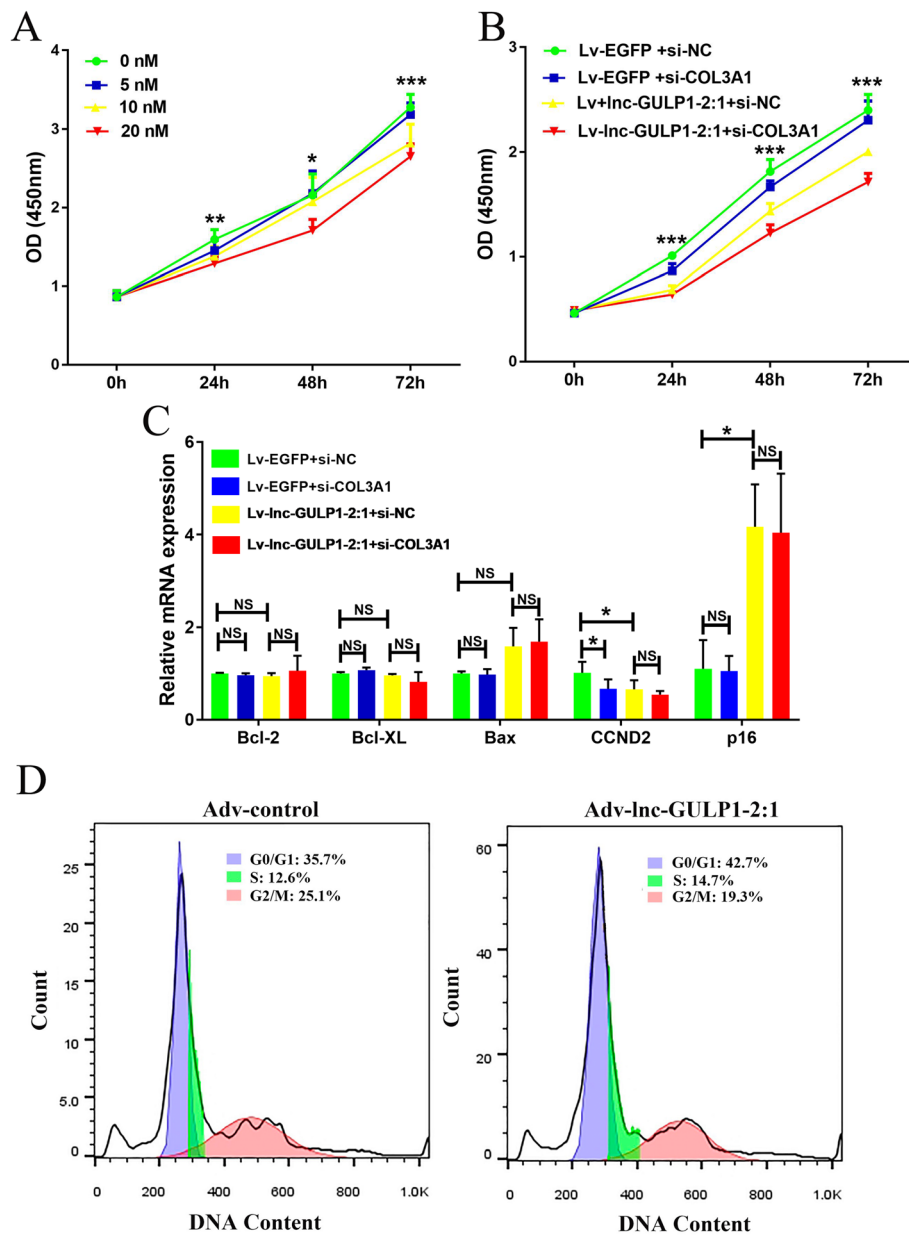 A
0 nM
5 nM
10 nM
20 nM
OD (450nm)
4
3
2
1
0
**
*
***
0h
24h
48h
72h
B
Lv-EGFP +si-NC
Lv-EGFP +si-COL3A1
Lv+lnc-GULP1-2:1+si-NC
Lv-lnc-GULP1-2:1+si-COL3A1
OD (450nm)
3
2
1
0
***
***
***
0h
24h
48h
72h
C
Lv-EGFP+si-NC
Lv-EGFP+si-COL3A1
Lv-lnc-GULP1-2:1+si-NC
Lv-lnc-GULP1-2:1+si-COL3A1
Relative mRNA expression
6
4
2
0
NS
NS
NS
NS
NS
NS
NS
NS
NS
*
*
NS
*
NS
NS
Bcl-2
Bcl-XL
Bax
CCND2
p16
D
Adv-control
G0/G1: 35.7%
S: 12.6%
G2/M: 25.1%
Count
25
20
15
10
5.0
0
0
200
400
600
800
1.0K
DNA Content
Adv-lnc-GULP1-2:1
G0/G1: 42.7%
S: 14.7%
G2/M: 19.3%
Count
60
40
20
0
0
200
400
600
800
1.0K
DNA Content